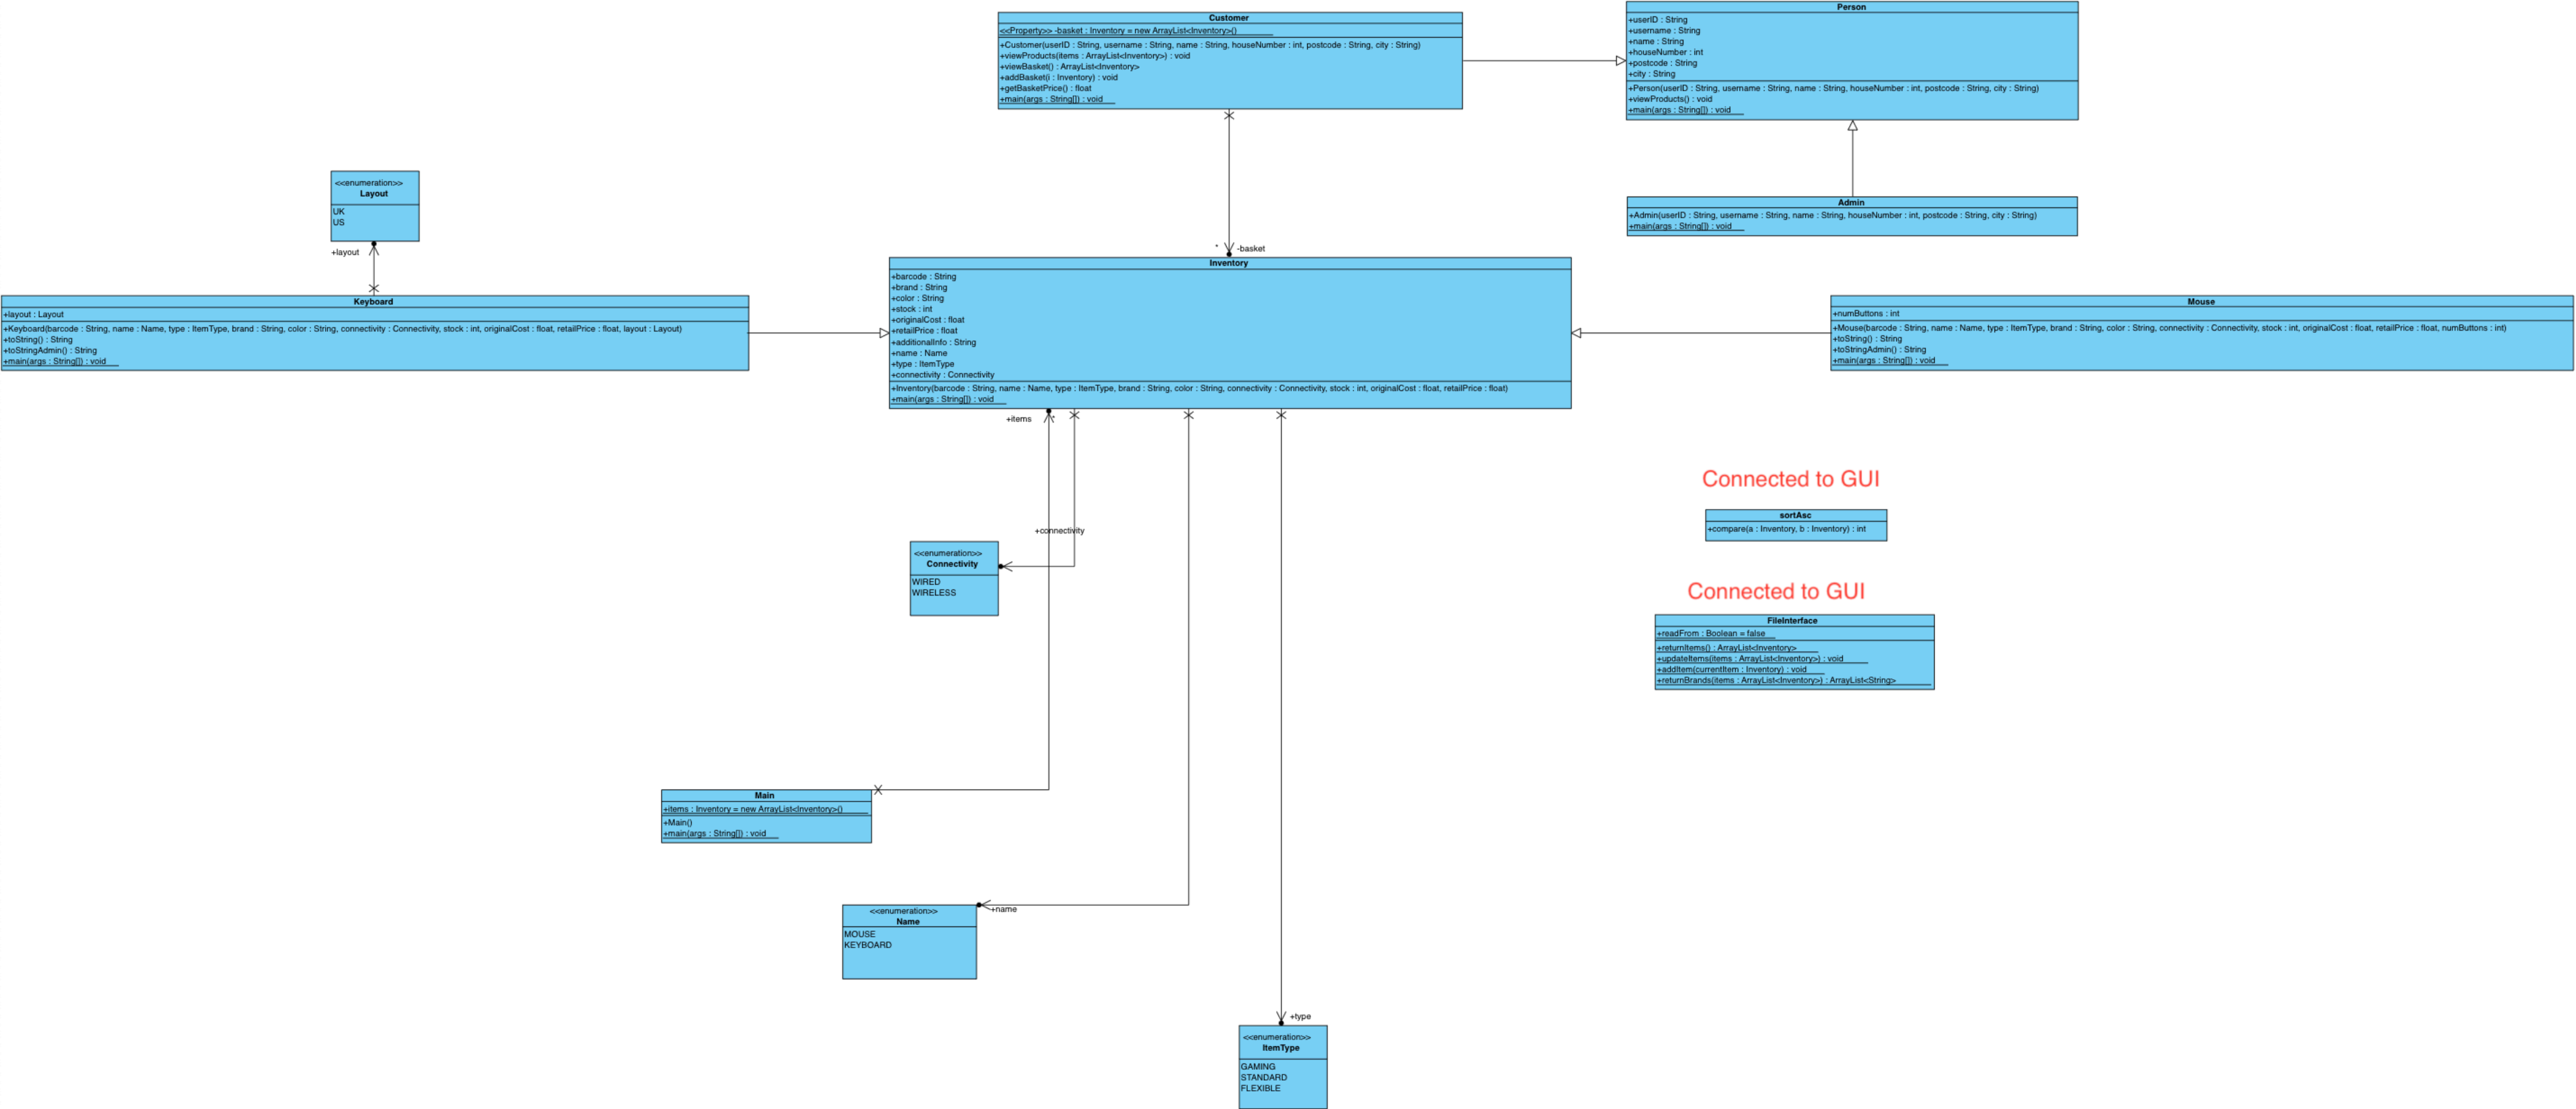 Customer
<<Property>> -basket : Inventory = new ArrayList<Inventory>()
+Customer(userID : String, username : String, name : String, houseNumber : int, postcode : String, city : String)
+viewProducts(items : ArrayList<Inventory>) : void
+viewBasket() : ArrayList<Inventory>
+addBasket(i : Inventory) : void
+getBasketPrice() : float
+main(args : String[]) : void
Person
+userID : String
+username : String
+name : String
+houseNumber : int
+postcode : String
+city : String
+Person(userID : String, username : String, name : String, houseNumber : int, postcode : String, city : String)
+viewProducts() : void
+main(args : String[]) : void
Admin
+Admin(userID : String, username : String, name : String, houseNumber : int, postcode : String, city : String)
+main(args : String[]) : void
<<enumeration>>
Layout
UK
US
+layout
* -basket
Keyboard
+layout : Layout
+Keyboard(barcode : String, name : Name, type : ItemType, brand : String, color : String, connectivity : Connectivity, stock : int, originalCost : float, retailPrice : float, layout : Layout)
+toString() : String
+toStringAdmin() : String
+main(args : String[]) : void
Inventory
+barcode : String
+brand : String
+color : String
+stock : int
+originalCost : float
+retailPrice : float
+additionalInfo : String
+name : Name
+type : ItemType
+connectivity : Connectivity
+Inventory(barcode : String, name : Name, type : ItemType, brand : String, color : String, connectivity : Connectivity, stock : int, originalCost : float, retailPrice : float)
+main(args : String[]) : void
Mouse
+numButtons : int
+Mouse(barcode : String, name : Name, type : ItemType, brand : String, color : String, connectivity : Connectivity, stock : int, originalCost : float, retailPrice : float, numButtons : int)
+toString() : String
+toStringAdmin() : String
+main(args : String[]) : void
+items *
+connectivity
<<enumeration>>
Connectivity
WIRED
WIRELESS
Connected to GUI
sortAsc
+compare(a : Inventory, b : Inventory) : int
Connected to GUI
FileInterface
+readFrom : Boolean = false
+returnItems() : ArrayList<Inventory>
+updateItems(items : ArrayList<Inventory>) : void
+addItem(currentItem : Inventory) : void
+returnBrands(items : ArrayList<Inventory>) : ArrayList<String>
Main
+items : Inventory = new ArrayList<Inventory>()
+Main()
+main(args : String[]) : void
<<enumeration>>
Name
MOUSE
KEYBOARD
+name
+type
<<enumeration>>
ItemType
GAMING
STANDARD
FLEXIBLE